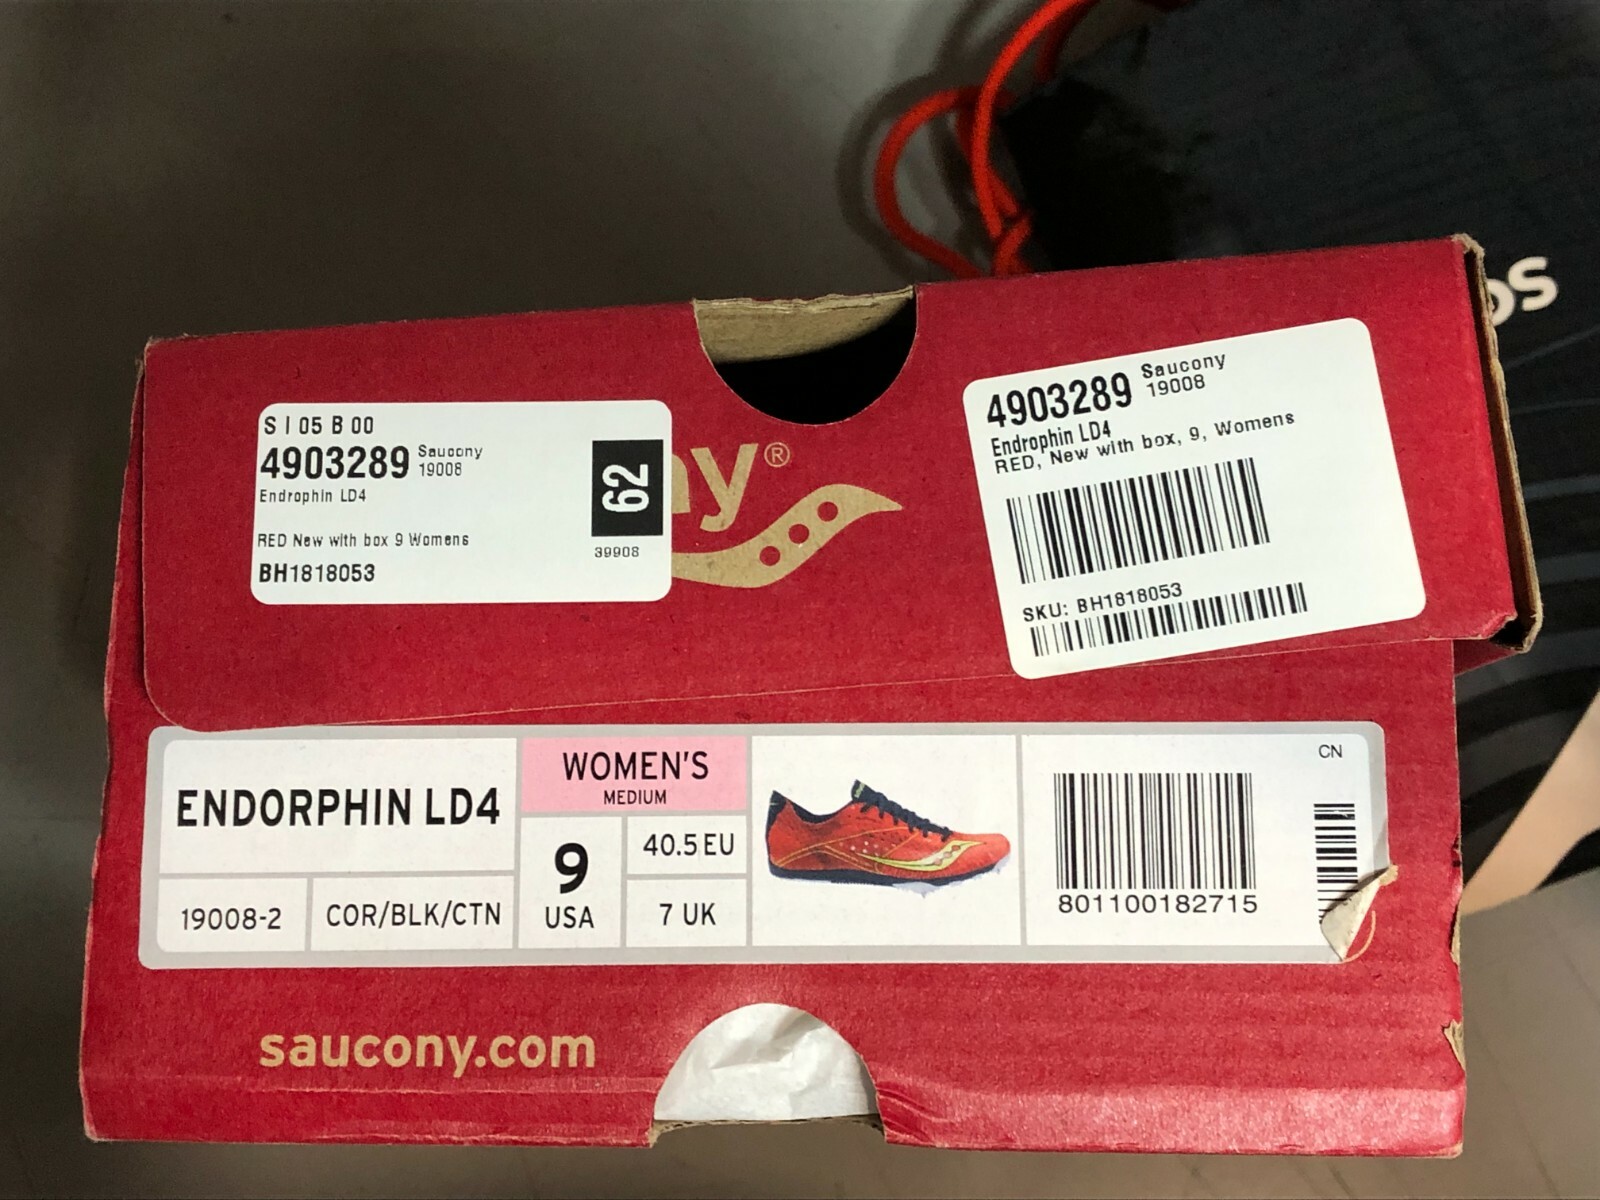 os
S I 05 B 00
4903289 Saucony
19008
Endrophin LD4
RED New with box 9 Womens
BH1818053
62
39908
ny®
4903289 Saucony
19008
Endrophin LD4
RED, New with box, 9, Womens
SKU: BH1818053
ENDORPHIN LD4
19008-2
COR/BLK/CTN
WOMEN'S
MEDIUM
9
USA
40.5 EU
7 UK
801100182715
CN
saucony.com